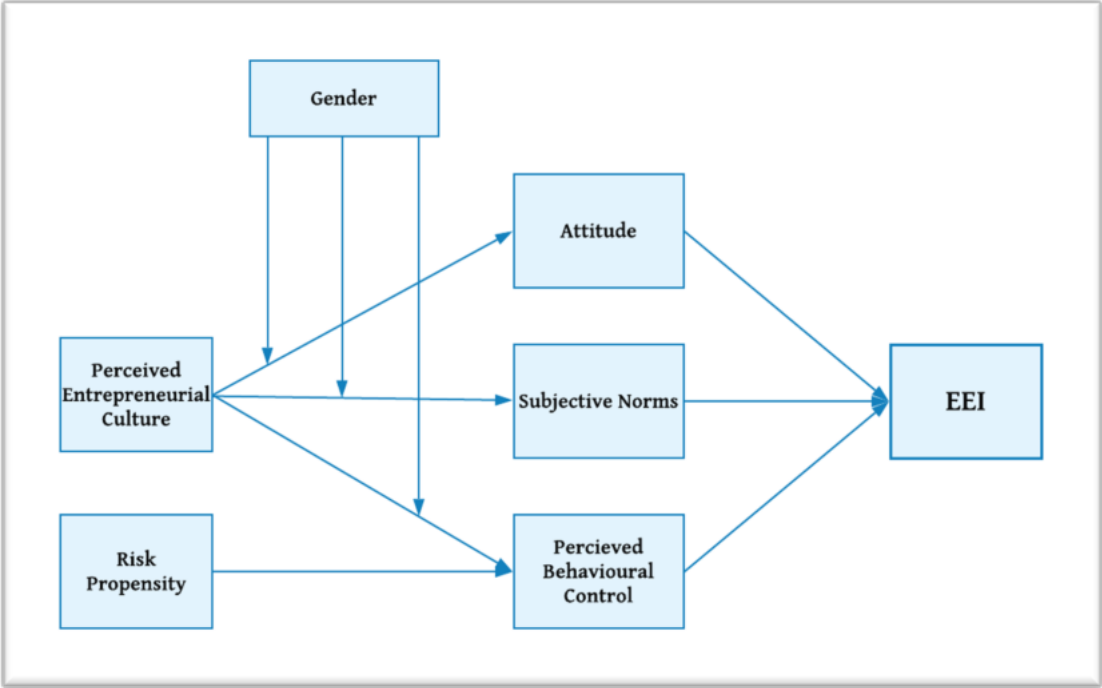 Gender
Attitude
Perceived
Entrepreneurial
Culture
Subjective Norms
EEI
Risk
Propensity
Percieved
Behavioural
Control